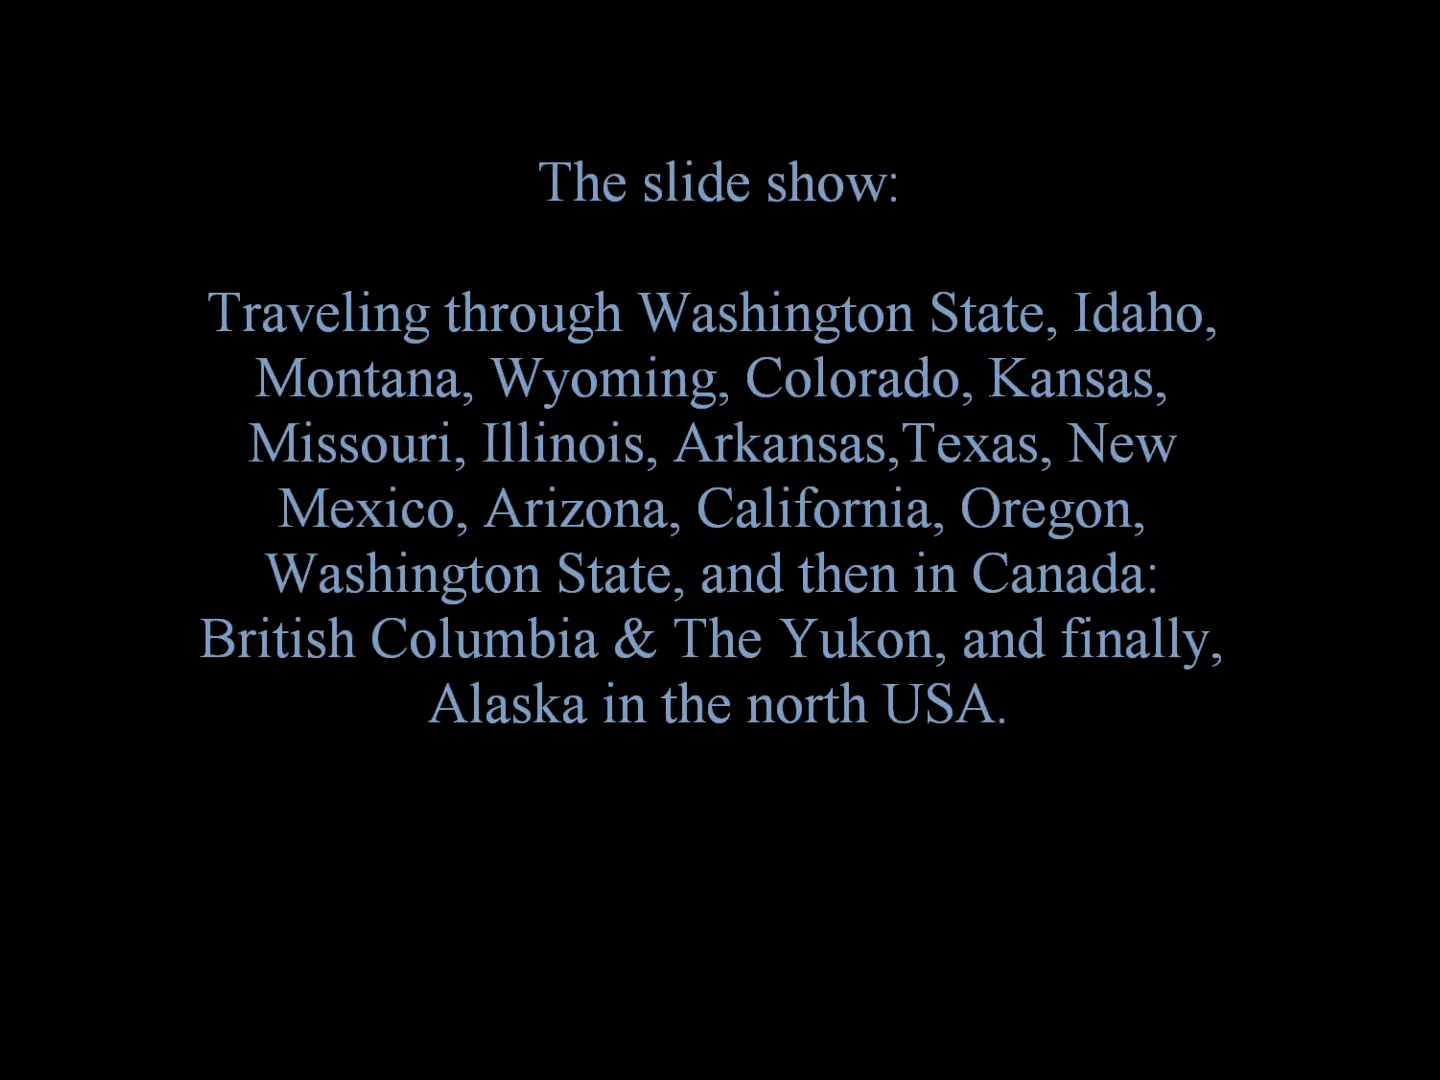 The slide show:
Traveling through Washington State, Idaho,
Montana, Wyoming, Colorado, Kansas,
Missouri, Illinois, Arkansas,Texas, New
Mexico, Arizona, California, Oregon,
Washington State, and then in Canada:
British Columbia & The Yukon, and finally,
Alaska in the north USA.